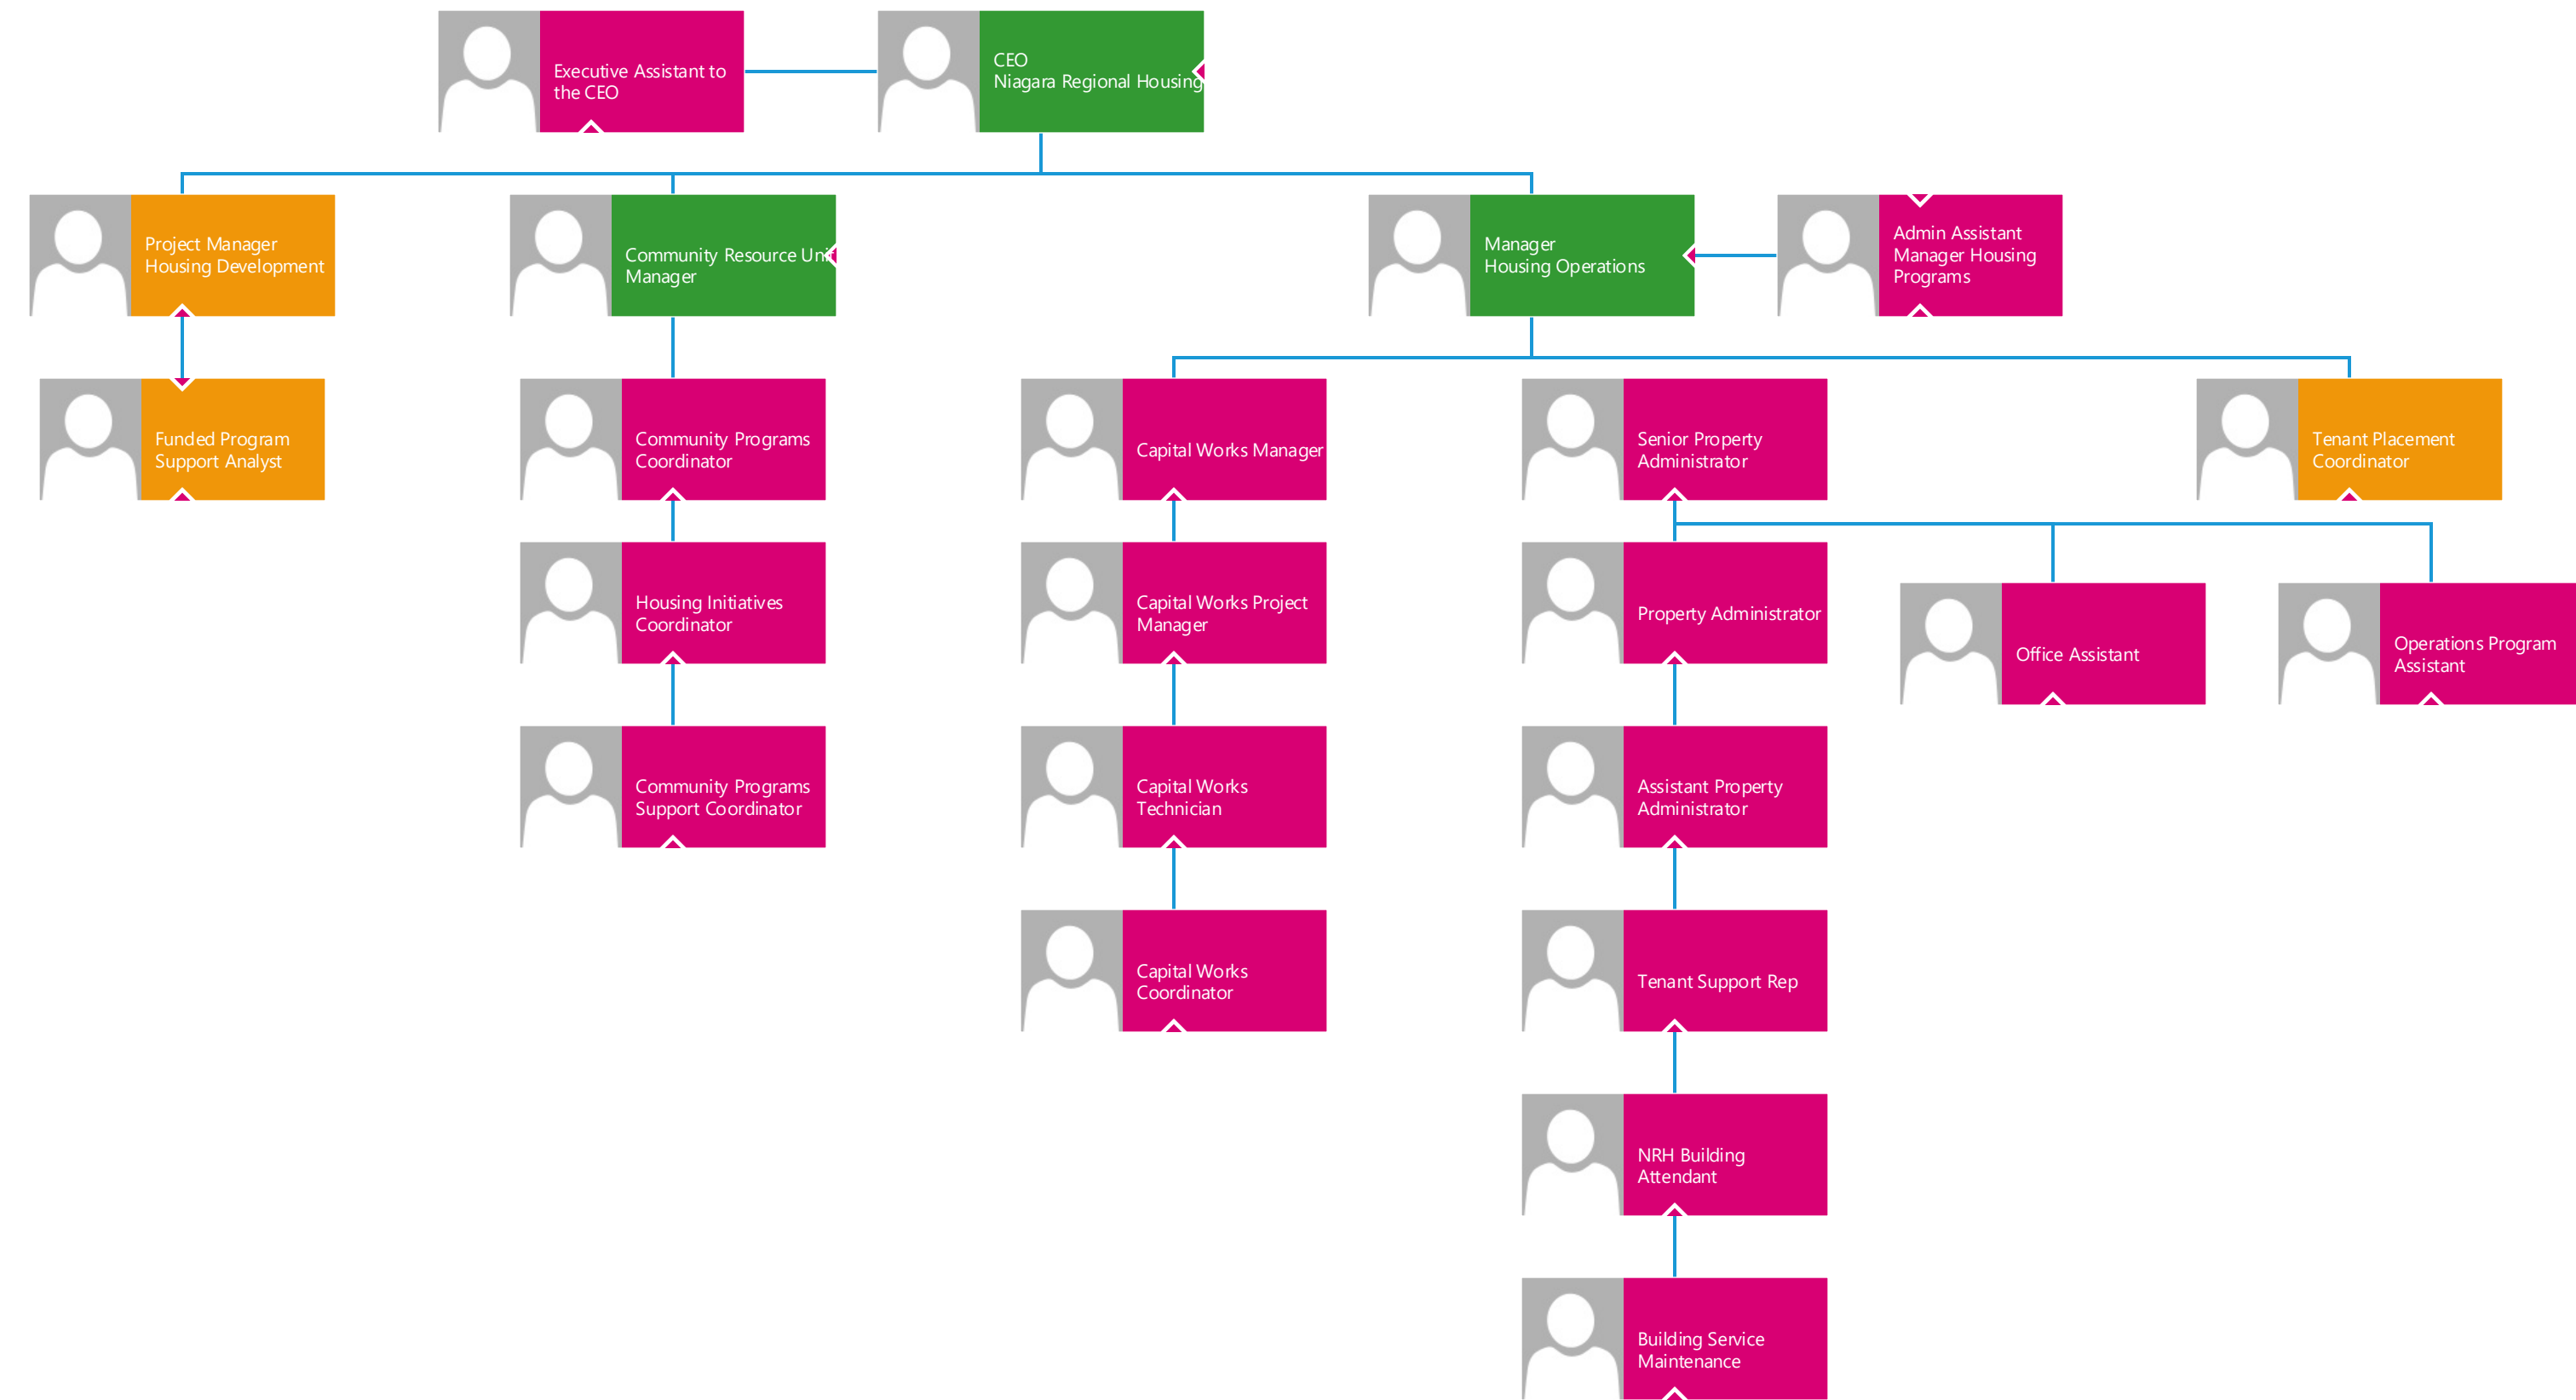 Executive Assistant to
the CEO
CEO
Niagara Regional Housing
Project Manager
Housing Development
Community Resource Unit
Manager
Manager
Housing Operations
Admin Assistant
Manager Housing
Programs
Funded Program
Support Analyst
Community Programs
Coordinator
Capital Works Manager
Senior Property
Administrator
Tenant Placement
Coordinator
Housing Initiatives
Coordinator
Capital Works Project
Manager
Property Administrator
Office Assistant
Operations Program
Assistant
Community Programs
Support Coordinator
Capital Works
Technician
Assistant Property
Administrator
Capital Works
Coordinator
Tenant Support Rep
NRH Building
Attendant
Building Service
Maintenance